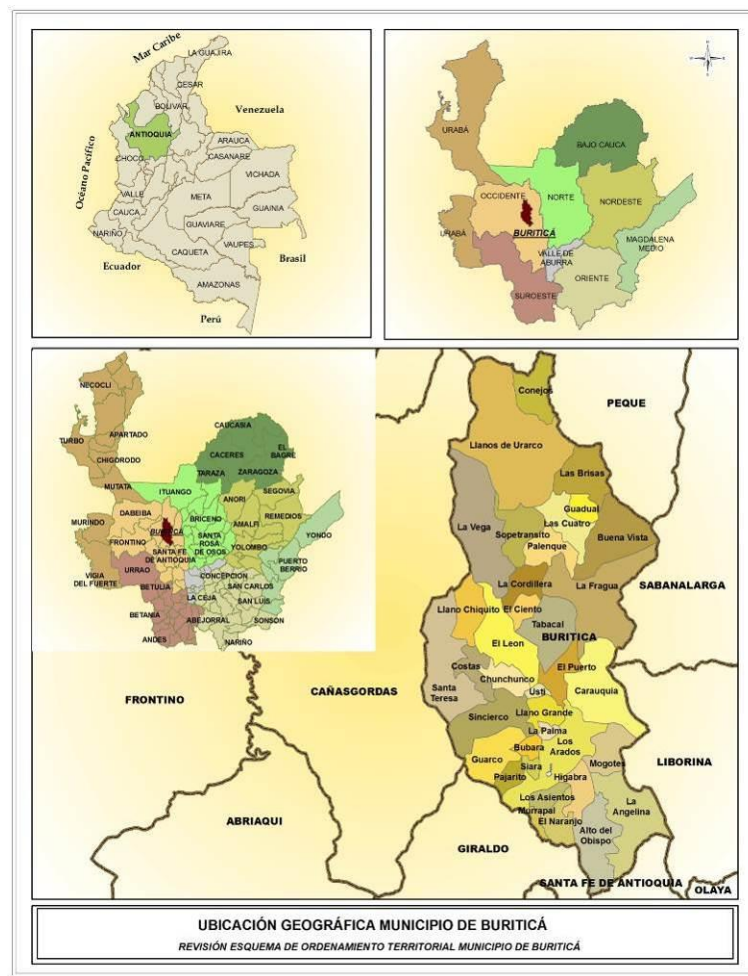 Mar Caribe
LA GUAJIRA
CESAR
BOLIVAR
Venezuela
ANTIOQUIA
ARAUCA
CHOCO
CASANARE
Océano Pacífico
VICHADA
VALLE
META
CAUCA
GUAINIA
GUAVIARE
NARIÑO
VAUPES
Ecuador
CAQUETA
Brasil
AMAZONAS
Perú
URABÁ
BAJO CAUCA
OCCIDENTE
NORTE
NORDESTE
URABÁ
BURITICÁ
VALLE DE
ABURRA
MAGDALENA
MEDIO
ORIENTE
SUROESTE
NECOCLI
TURBO
APARTADO
CHIGORODO
MUTATA
CAUCASIA
CACERES
EL
BAGRE
TARAZA
ZARAGOZA
ITUANGO
ANORI
SEGOVIA
DABEIBA
BRICENO
REMEDIOS
MURINDO
BURITICÁ
AMALFI
YONDO
FRONTINO
SANTA
ROSA
DE OSOS
SANTA FE
DE ANTIOQUIA
YOLOMBO
VIGIA
DEL FUERTE
URRAO
CONCEPCION
PUERTO
BERRIO
BETULIA
SAN CARLOS
LA CEJA
SAN LUIS
BETANIA
ABEJORRAL
SONSON
ANDES
NARIÑO
Conejos
PEQUE
Llanos de Urarco
Las Brisas
Guadual
La Vega
Las Cuatro
Sopetransito
Buena Vista
Palenque
La Cordillera
La Fragua
SABANALARGA
Llano Chiquito
El Ciento
Tabacal
BURITICA
El Leon
Costas
El Puerto
Chunchunco
Santa
Teresa
Usti
Carauquia
FRONTINO
CAÑASGORDAS
Sincierco
Llano Grande
La Palma
Bubara
Los
Arados
Guarco
Siara
Mogotes
LIBORINA
Pajarito
Higabra
Los Asientos
La
Angelina
Murrapal
El Naranjo
Alto del
Obispo
ABRIAQUI
GIRALDO
SANTA FE DE ANTIOQUIA
OLAYA
UBICACIÓN GEOGRÁFICA MUNICIPIO DE BURITICÁ
REVISIÓN ESQUEMA DE ORDENAMIENTO TERRITORIAL MUNICIPIO DE BURITICÁ